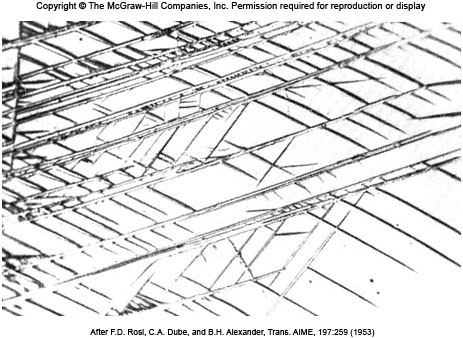 Copyright © The McGraw-Hill Companies, Inc. Permission required for reproduction or display
After F.D. Rosi, C.A. Dube, and B.H. Alexander, Trans. AIME, 197:259 (1953)